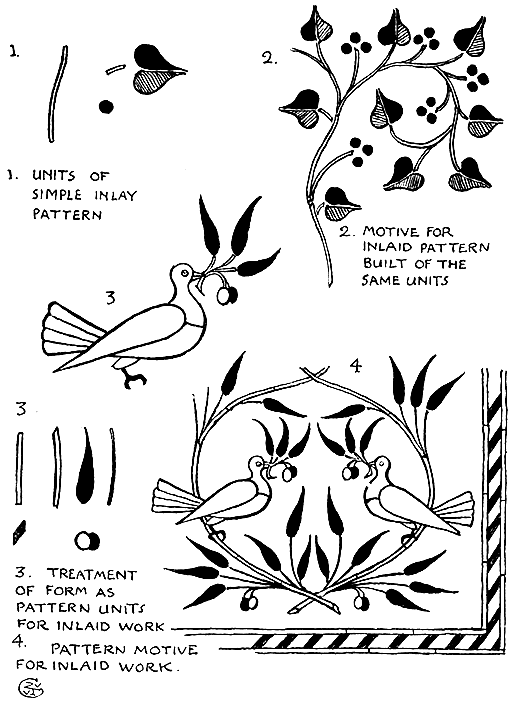 1.
2.
1. UNITS OF
SIMPLE INLAY
PATTERN
2. MOTIVE FOR
INLAID PATTERN
BUILT OF THE
SAME UNITS
3
4
3
3. TREATMENT
OF FORM AS
PATTERN UNITS
FOR INLAID WORK
4. PATTERN MOTIVE
FOR INLAID WORK.